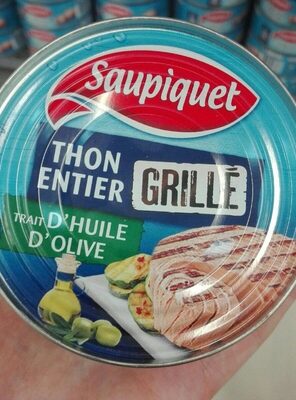 Saupiquet
THON
ENTIER
GRILLÉ
TRAIT D'HUILE
D'OLIVE